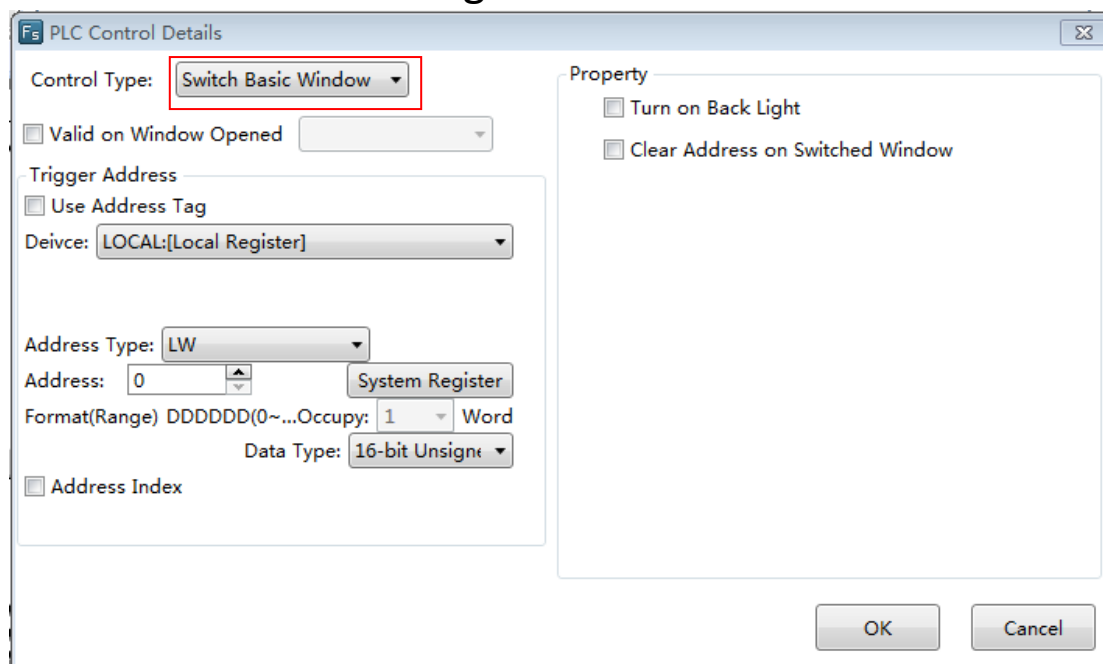 Fs PLC Control Details
Control Type: Switch Basic Window
Valid on Window Opened
Trigger Address
Use Address Tag
Deivce: LOCAL:[Local Register]
Address Type: LW
Address: 0 System Register
Format(Range) DDDDDD(0~...Occupy: 1 Word
Data Type: 16-bit Unsigne
Address Index
Property
Turn on Back Light
Clear Address on Switched Window
OK Cancel